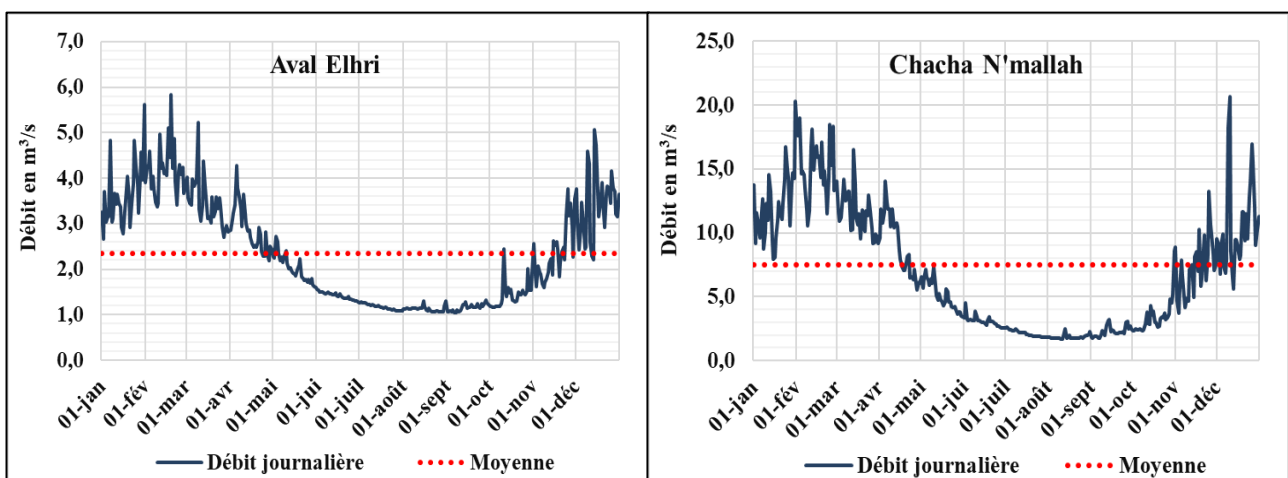 Aval Elhri
Débit en m³/s
7,0
6,0
5,0
4,0
3,0
2,0
1,0
0,0
01-jan
01-fév
01-mar
01-avr
01-mai
01-jui
01-juil
01-août
01-sept
01-oct
01-nov
01-déc
Débit journalière
Moyenne
Chacha N'mallah
Débit en m³/s
25,0
20,0
15,0
10,0
5,0
0,0
01-jan
01-fév
01-mar
01-avr
01-mai
01-jui
01-juil
01-août
01-sept
01-oct
01-nov
01-déc
Débit journalière
Moyenne